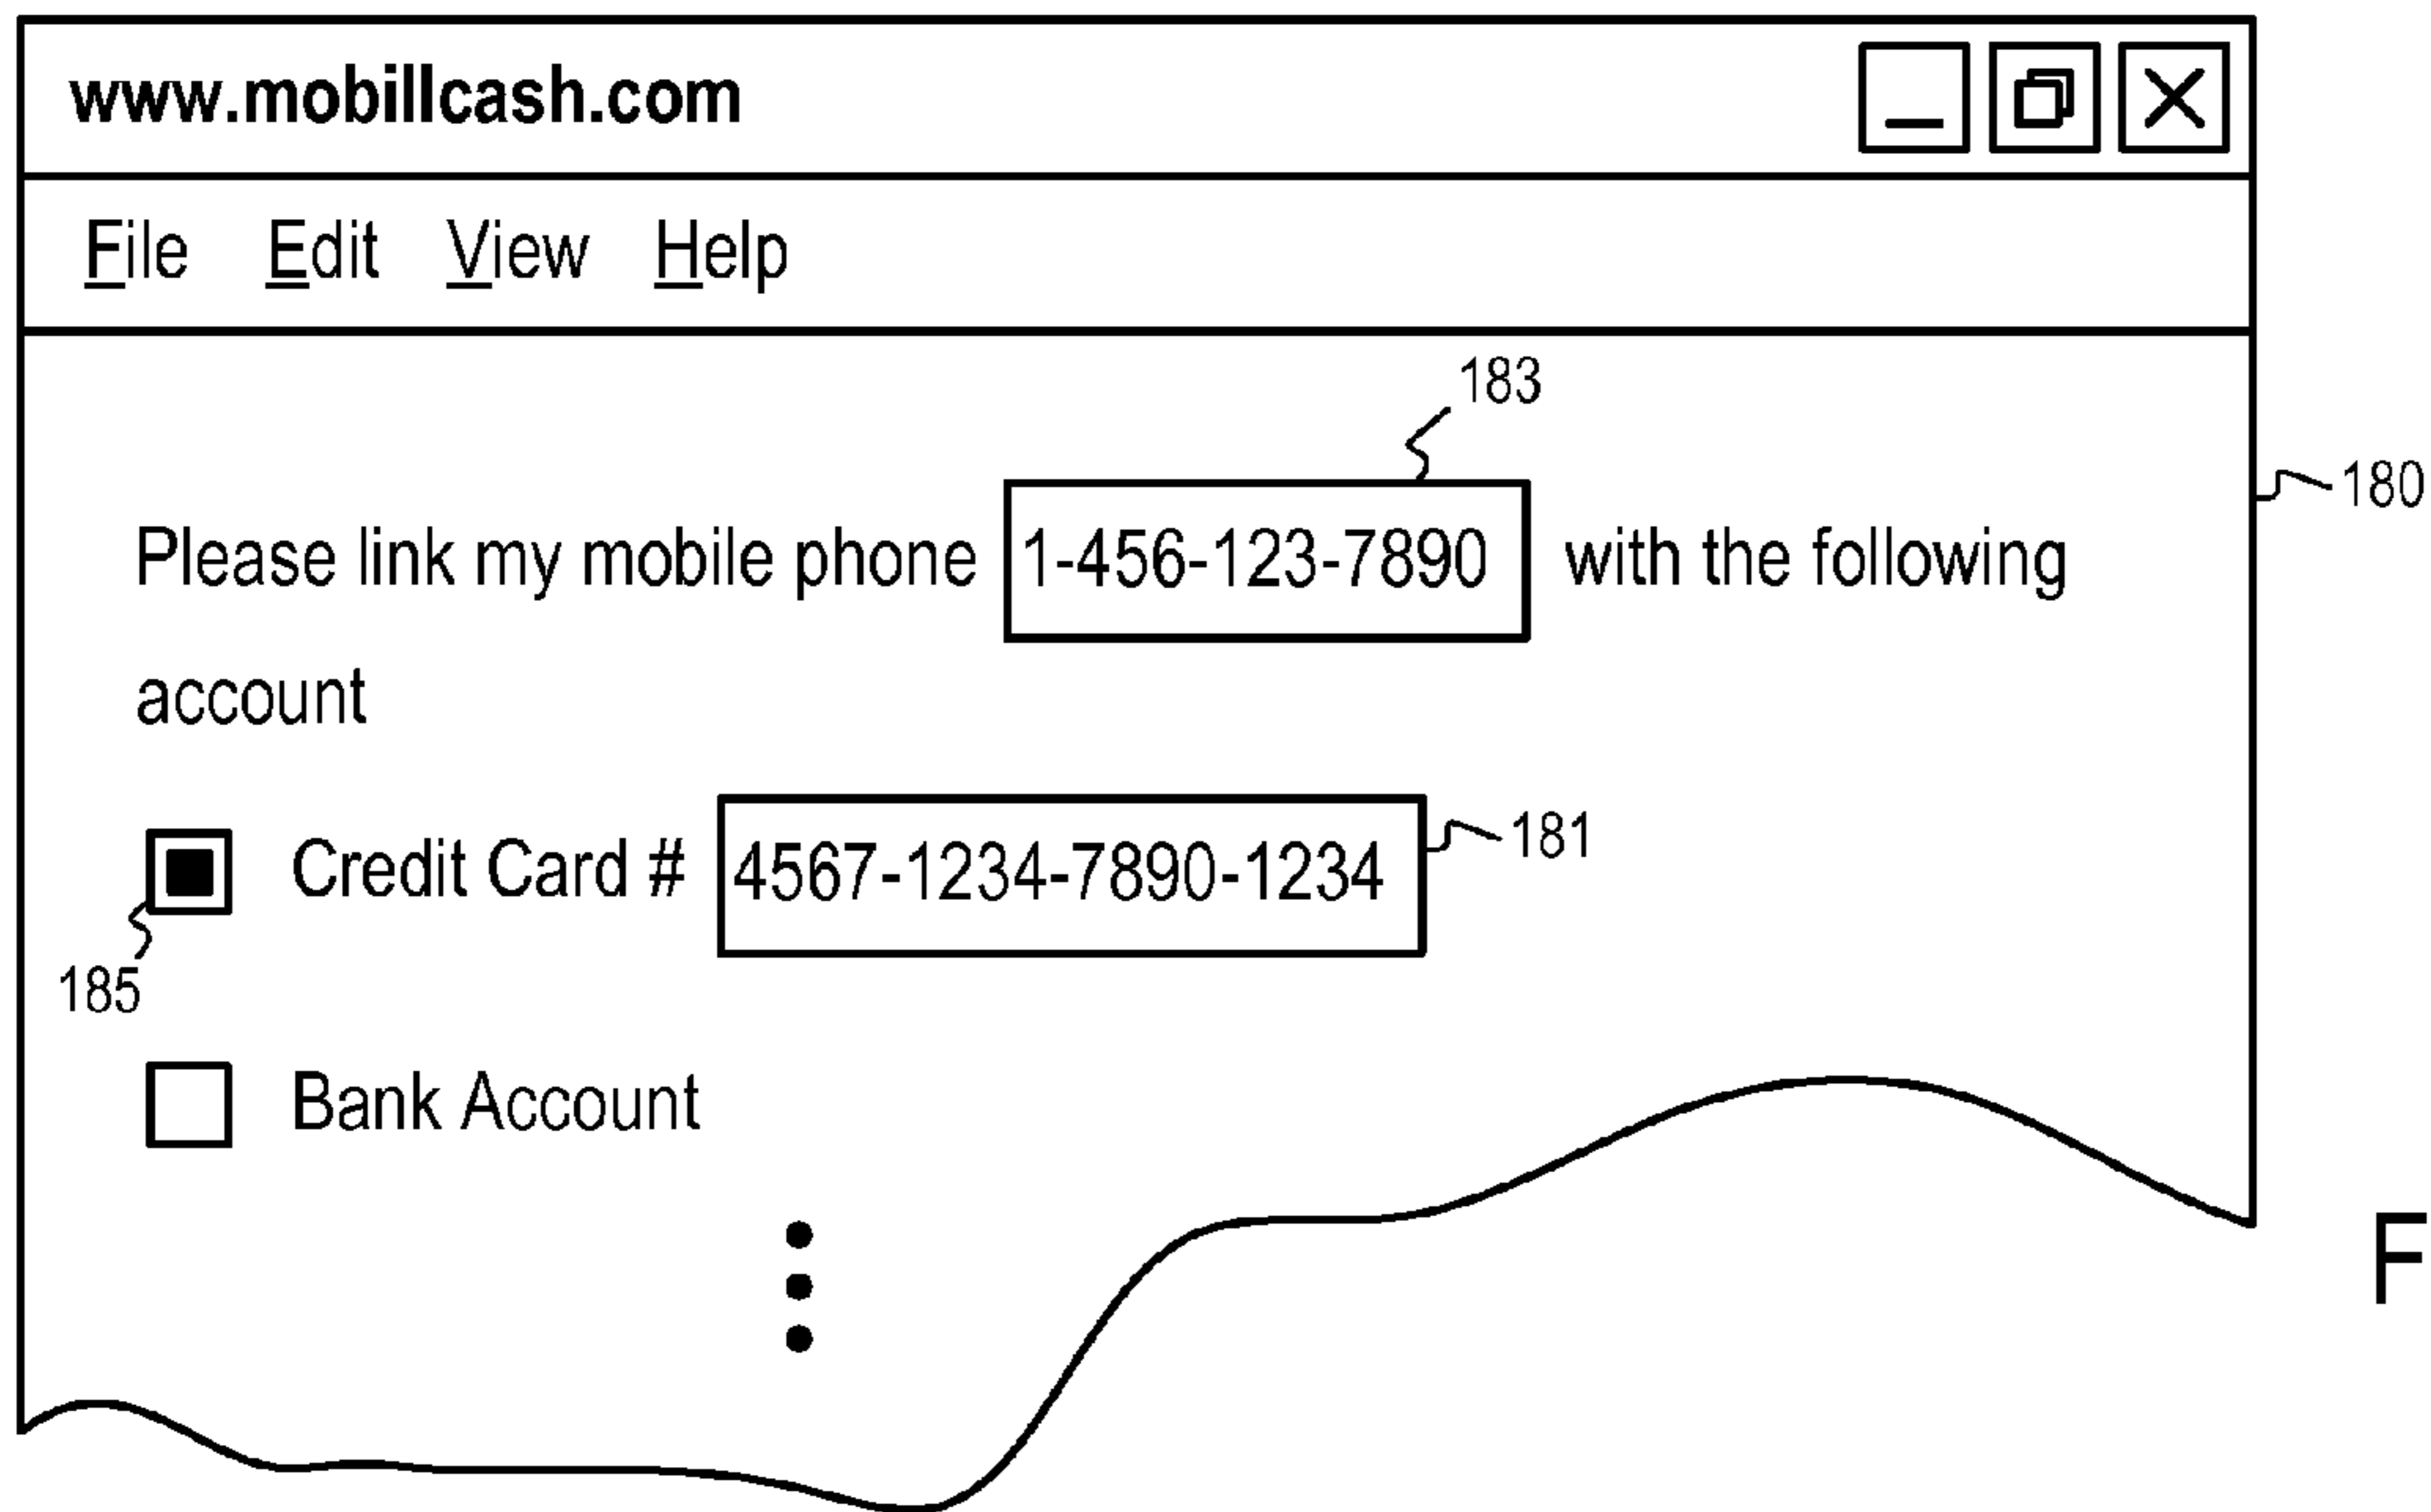 www.mobillcash.com
File Edit View Help
183
180
Please link my mobile phone 1-456-123-7890 with the following
account
Credit Card # 4567-1234-7890-1234 181
185
Bank Account
F